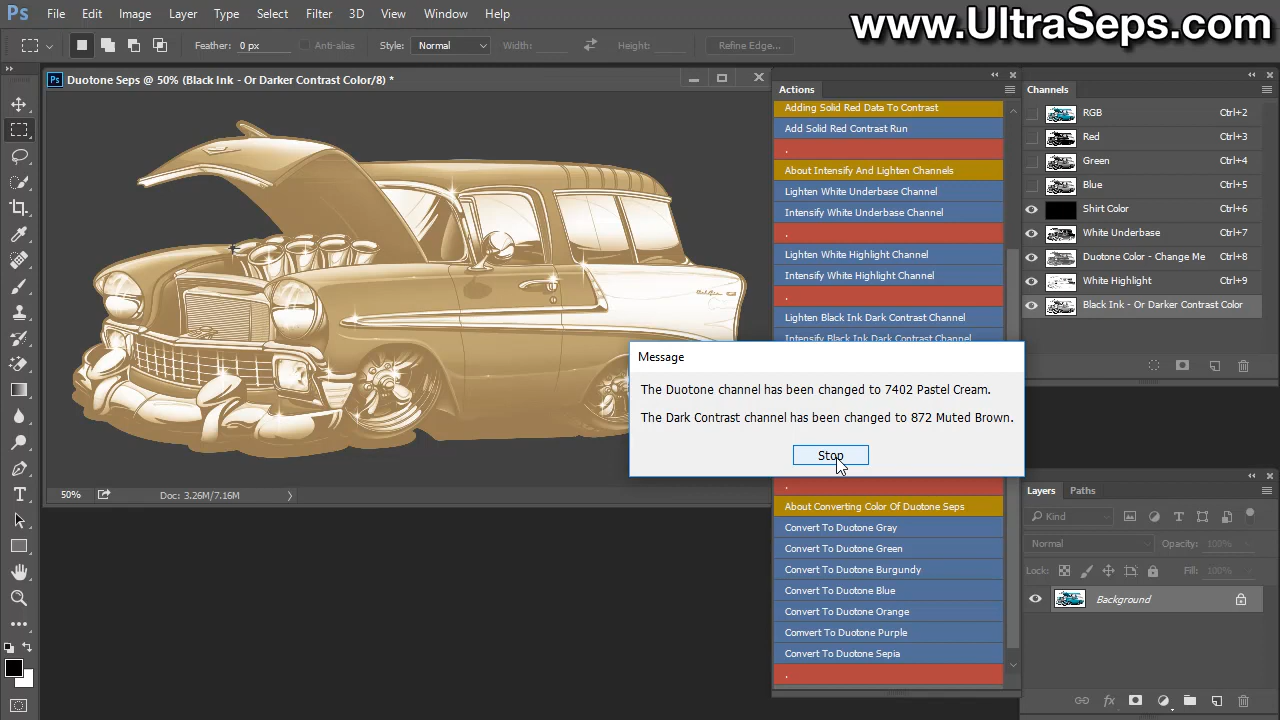 Ps File Edit Image Layer Type Select Filter 3D View Window Help
www.UltraSeps.com
Feather: 0 px Anti-alias Style: Normal Width: Height: Refine Edge...
Ps Duotone Seps @ 50% (Black Ink - Or Darker Contrast Color/8) *
50% Doc: 3.26M/7.16M
Actions
Adding Solid Red Data To Contrast
Add Solid Red Contrast Run
.
About Intensify And Lighten Channels
Lighten White Underbase Channel
Intensify White Underbase Channel
.
Lighten White Highlight Channel
Intensify White Highlight Channel
.
Lighten Black Ink Dark Contrast Channel
Intensify Black Ink Dark Contrast Channel
Message
The Duotone channel has been changed to 7402 Pastel Cream.
The Dark Contrast channel has been changed to 872 Muted Brown.
Stop
.
About Converting Color Of Duotone Seps
Convert To Duotone Gray
Convert To Duotone Green
Convert To Duotone Burgundy
Convert To Duotone Blue
Convert To Duotone Orange
Comvert To Duotone Purple
Convert To Duotone Sepia
.
Channels
RGB Ctrl+2
Red Ctrl+3
Green Ctrl+4
Blue Ctrl+5
Shirt Color Ctrl+6
White Underbase Ctrl+7
Duotone Color - Change Me Ctrl+8
White Highlight Ctrl+9
Black Ink - Or Darker Contrast Color
Layers Paths
Kind
Normal Opacity: 100%
Lock: Fill: 100%
Background